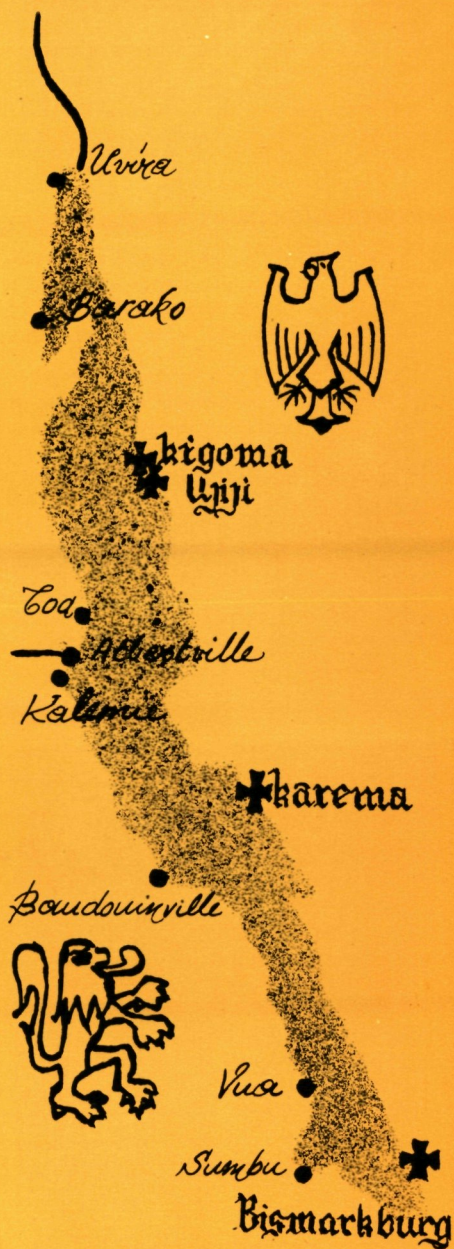 Uvira
Barako
kigoma
Ujiji
Toa
Albertville
Kalemie
karema
Baudouinville
Vua
Sumbu
Bismarkburg